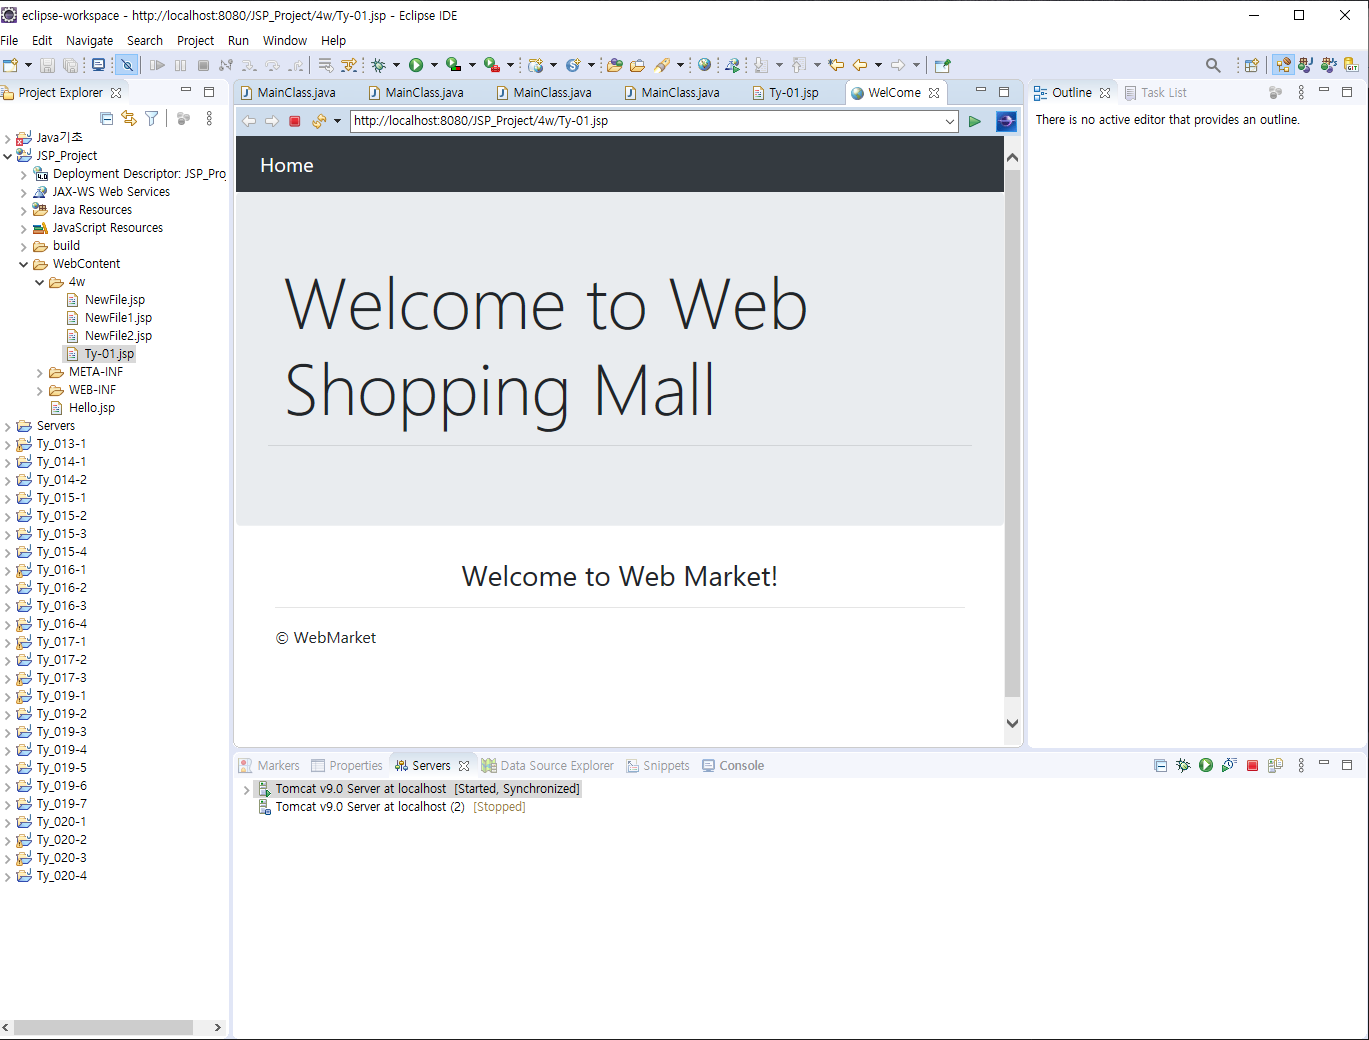 eclipse-workspace - http://localhost:8080/JSP_Project/4w/Ty-01.jsp - Eclipse IDE
File Edit Navigate Search Project Run Window Help
Project Explorer
Java기초
JSP_Project
Deployment Descriptor: JSP_Pro
JAX-WS Web Services
Java Resources
JavaScript Resources
build
WebContent
4w
NewFile.jsp
NewFile1.jsp
NewFile2.jsp
Ty-01.jsp
META-INF
WEB-INF
Hello.jsp
Servers
Ty_013-1
Ty_014-1
Ty_014-2
Ty_015-1
Ty_015-2
Ty_015-3
Ty_015-4
Ty_016-1
Ty_016-2
Ty_016-3
Ty_016-4
Ty_017-1
Ty_017-2
Ty_017-3
Ty_019-1
Ty_019-2
Ty_019-3
Ty_019-4
Ty_019-5
Ty_019-6
Ty_019-7
Ty_020-1
Ty_020-2
Ty_020-3
Ty_020-4
MainClass.java MainClass.java MainClass.java MainClass.java Ty-01.jsp WelCome
http://localhost:8080/JSP_Project/4w/Ty-01.jsp
Home
Welcome to Web
Shopping Mall
Welcome to Web Market!
© WebMarket
Outline Task List
There is no active editor that provides an outline.
Markers Properties Servers Data Source Explorer Snippets Console
Tomcat v9.0 Server at localhost [Started, Synchronized]
Tomcat v9.0 Server at localhost (2) [Stopped]